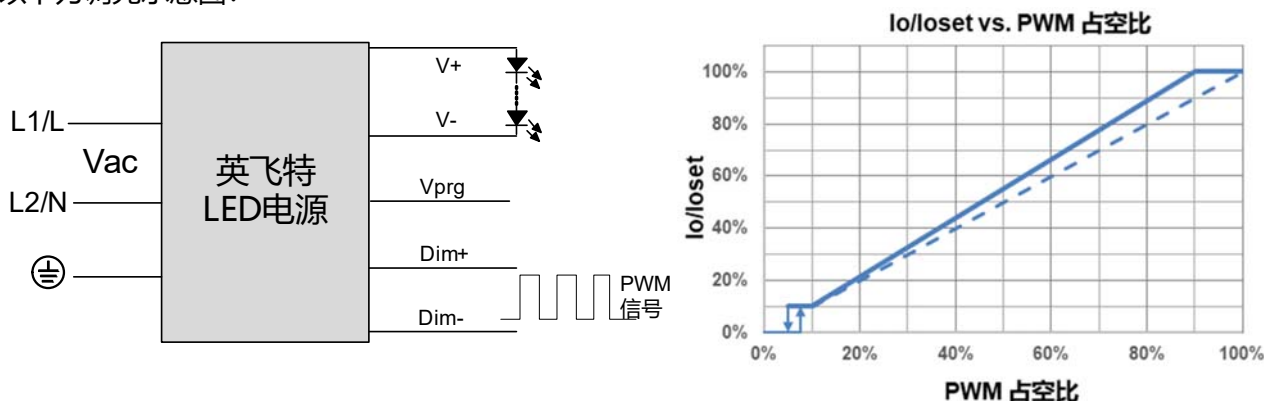 以下为调光示意图:
L1/L
Vac
L2/N
英飞特
LED电源
V+
V-
Vprg
Dim+
Dim-
PWM
信号
Io/Ioset vs. PWM 占空比
Io/Ioset
100%
80%
60%
40%
20%
0%
0%
20%
40%
60%
80%
100%
PWM 占空比